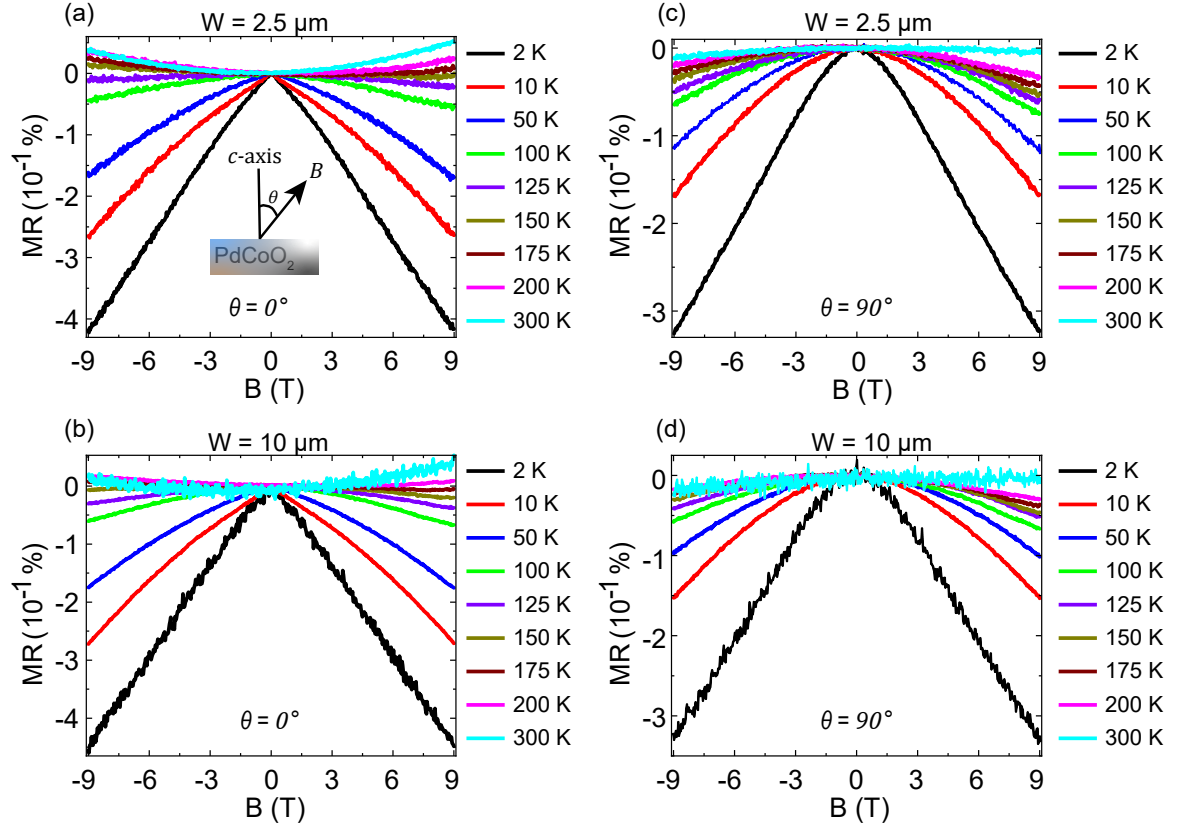 (a)
W = 2.5 μm
MR (10⁻¹ %)
0
-1
-2
-3
-4
c-axis
B
θ
PdCoO₂
θ = 0°
-9 -6 -3 0 3 6 9
B (T)
2 K
10 K
50 K
100 K
125 K
150 K
175 K
200 K
300 K
(c)
W = 2.5 μm
MR (10⁻¹ %)
0
-1
-2
-3
θ = 90°
-9 -6 -3 0 3 6 9
B (T)
2 K
10 K
50 K
100 K
125 K
150 K
175 K
200 K
300 K
(b)
W = 10 μm
MR (10⁻¹ %)
0
-1
-2
-3
-4
θ = 0°
-9 -6 -3 0 3 6 9
B (T)
2 K
10 K
50 K
100 K
125 K
150 K
175 K
200 K
300 K
(d)
W = 10 μm
MR (10⁻¹ %)
0
-1
-2
-3
θ = 90°
-9 -6 -3 0 3 6 9
B (T)
2 K
10 K
50 K
100 K
125 K
150 K
175 K
200 K
300 K